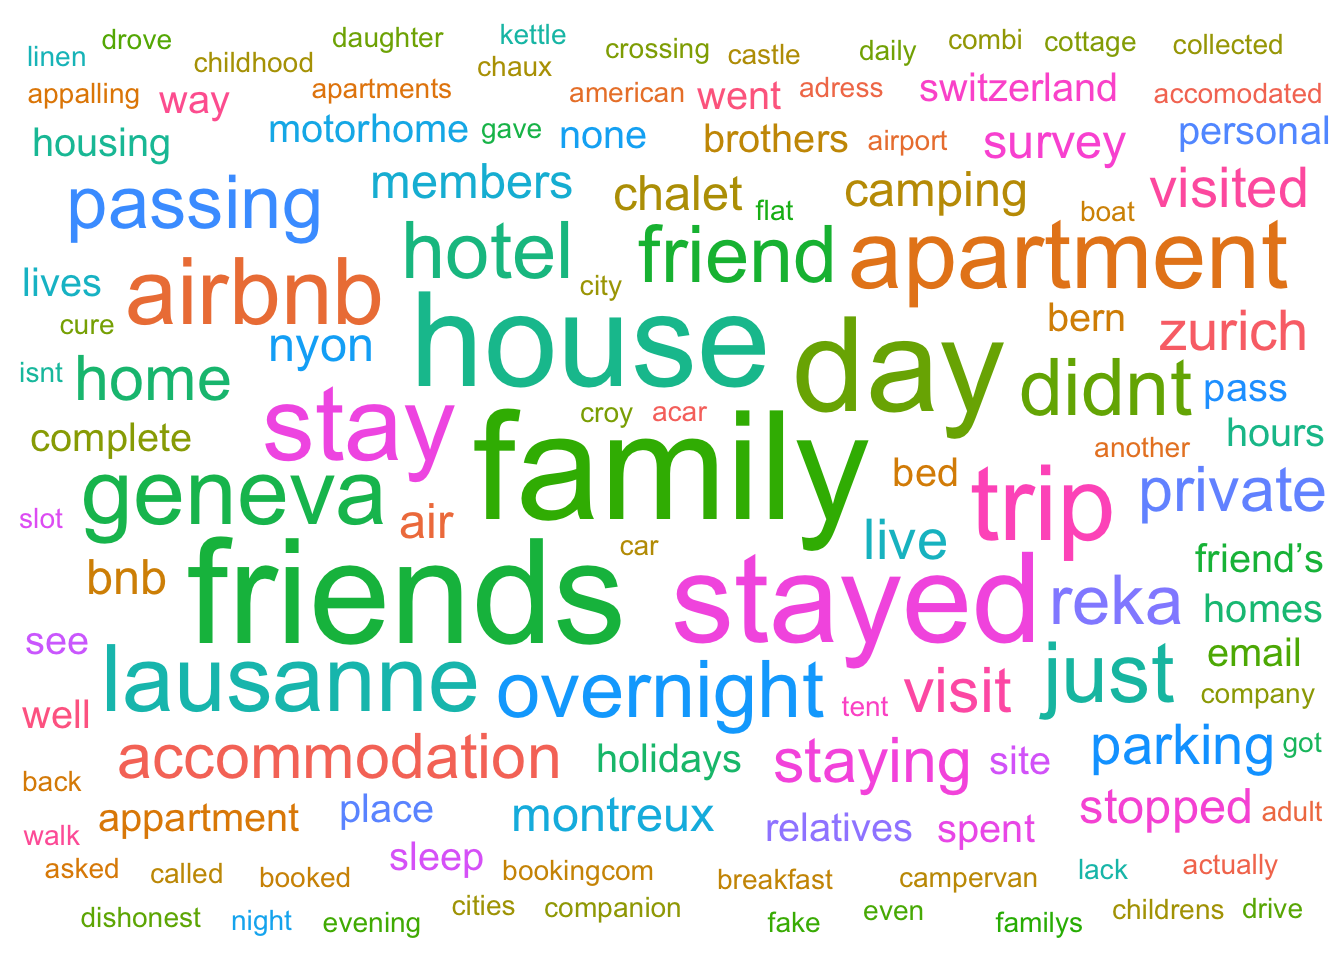 linen drove childhood daughter kettle chaux crossing castle daily combi cottage collected
appalling way apartments american went adress switzerland accomodated
housing motorhome gave none brothers airport survey personal
passing members chalet flat camping boat visited
lives airbnb hotel city friend apartment
cure nyon house day bern zurich
isnt home stay croy acar didnt pass
complete family bed another hours
slot geneva air car live trip private
bnb friends stayed reka friend’s
homes
see lausanne overnight tent visit just email
well company
accommodation holidays staying site parking got
back appartment place montreux relatives spent stopped adult
walk
asked called booked sleep bookingcom breakfast campervan lack actually
dishonest night evening cities companion fake even familys childrens drive